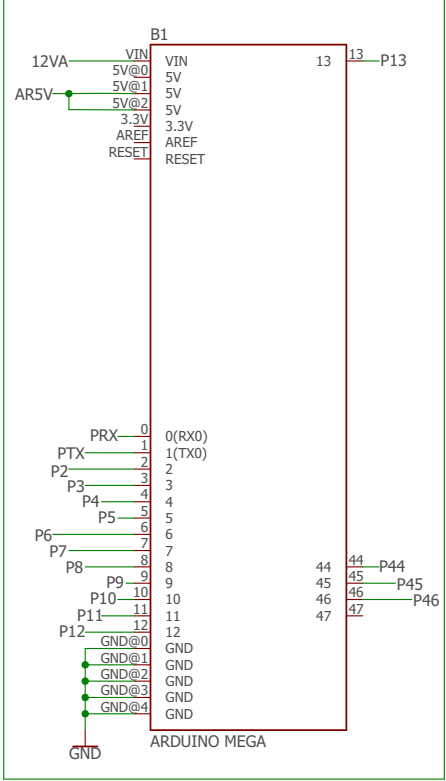 B1
12VA VIN VIN 13 13 P13
5V@0 5V
AR5V 5V@1 5V
5V@2 5V
3.3V 3.3V
AREF AREF
RESET RESET
PRX 0 0(RX0)
PTX 1 1(TX0)
P2 2 2
P3 3 3
P4 4 4
P5 5 5
P6 6 6
P7 7 7
P8 8 8 44 44 P44
P9 9 9 45 45 P45
P10 10 10 46 46 P46
P11 11 11 47 47
P12 12 12
GND@0 GND
GND@1 GND
GND@2 GND
GND@3 GND
GND@4 GND
ARDUINO MEGA
GND